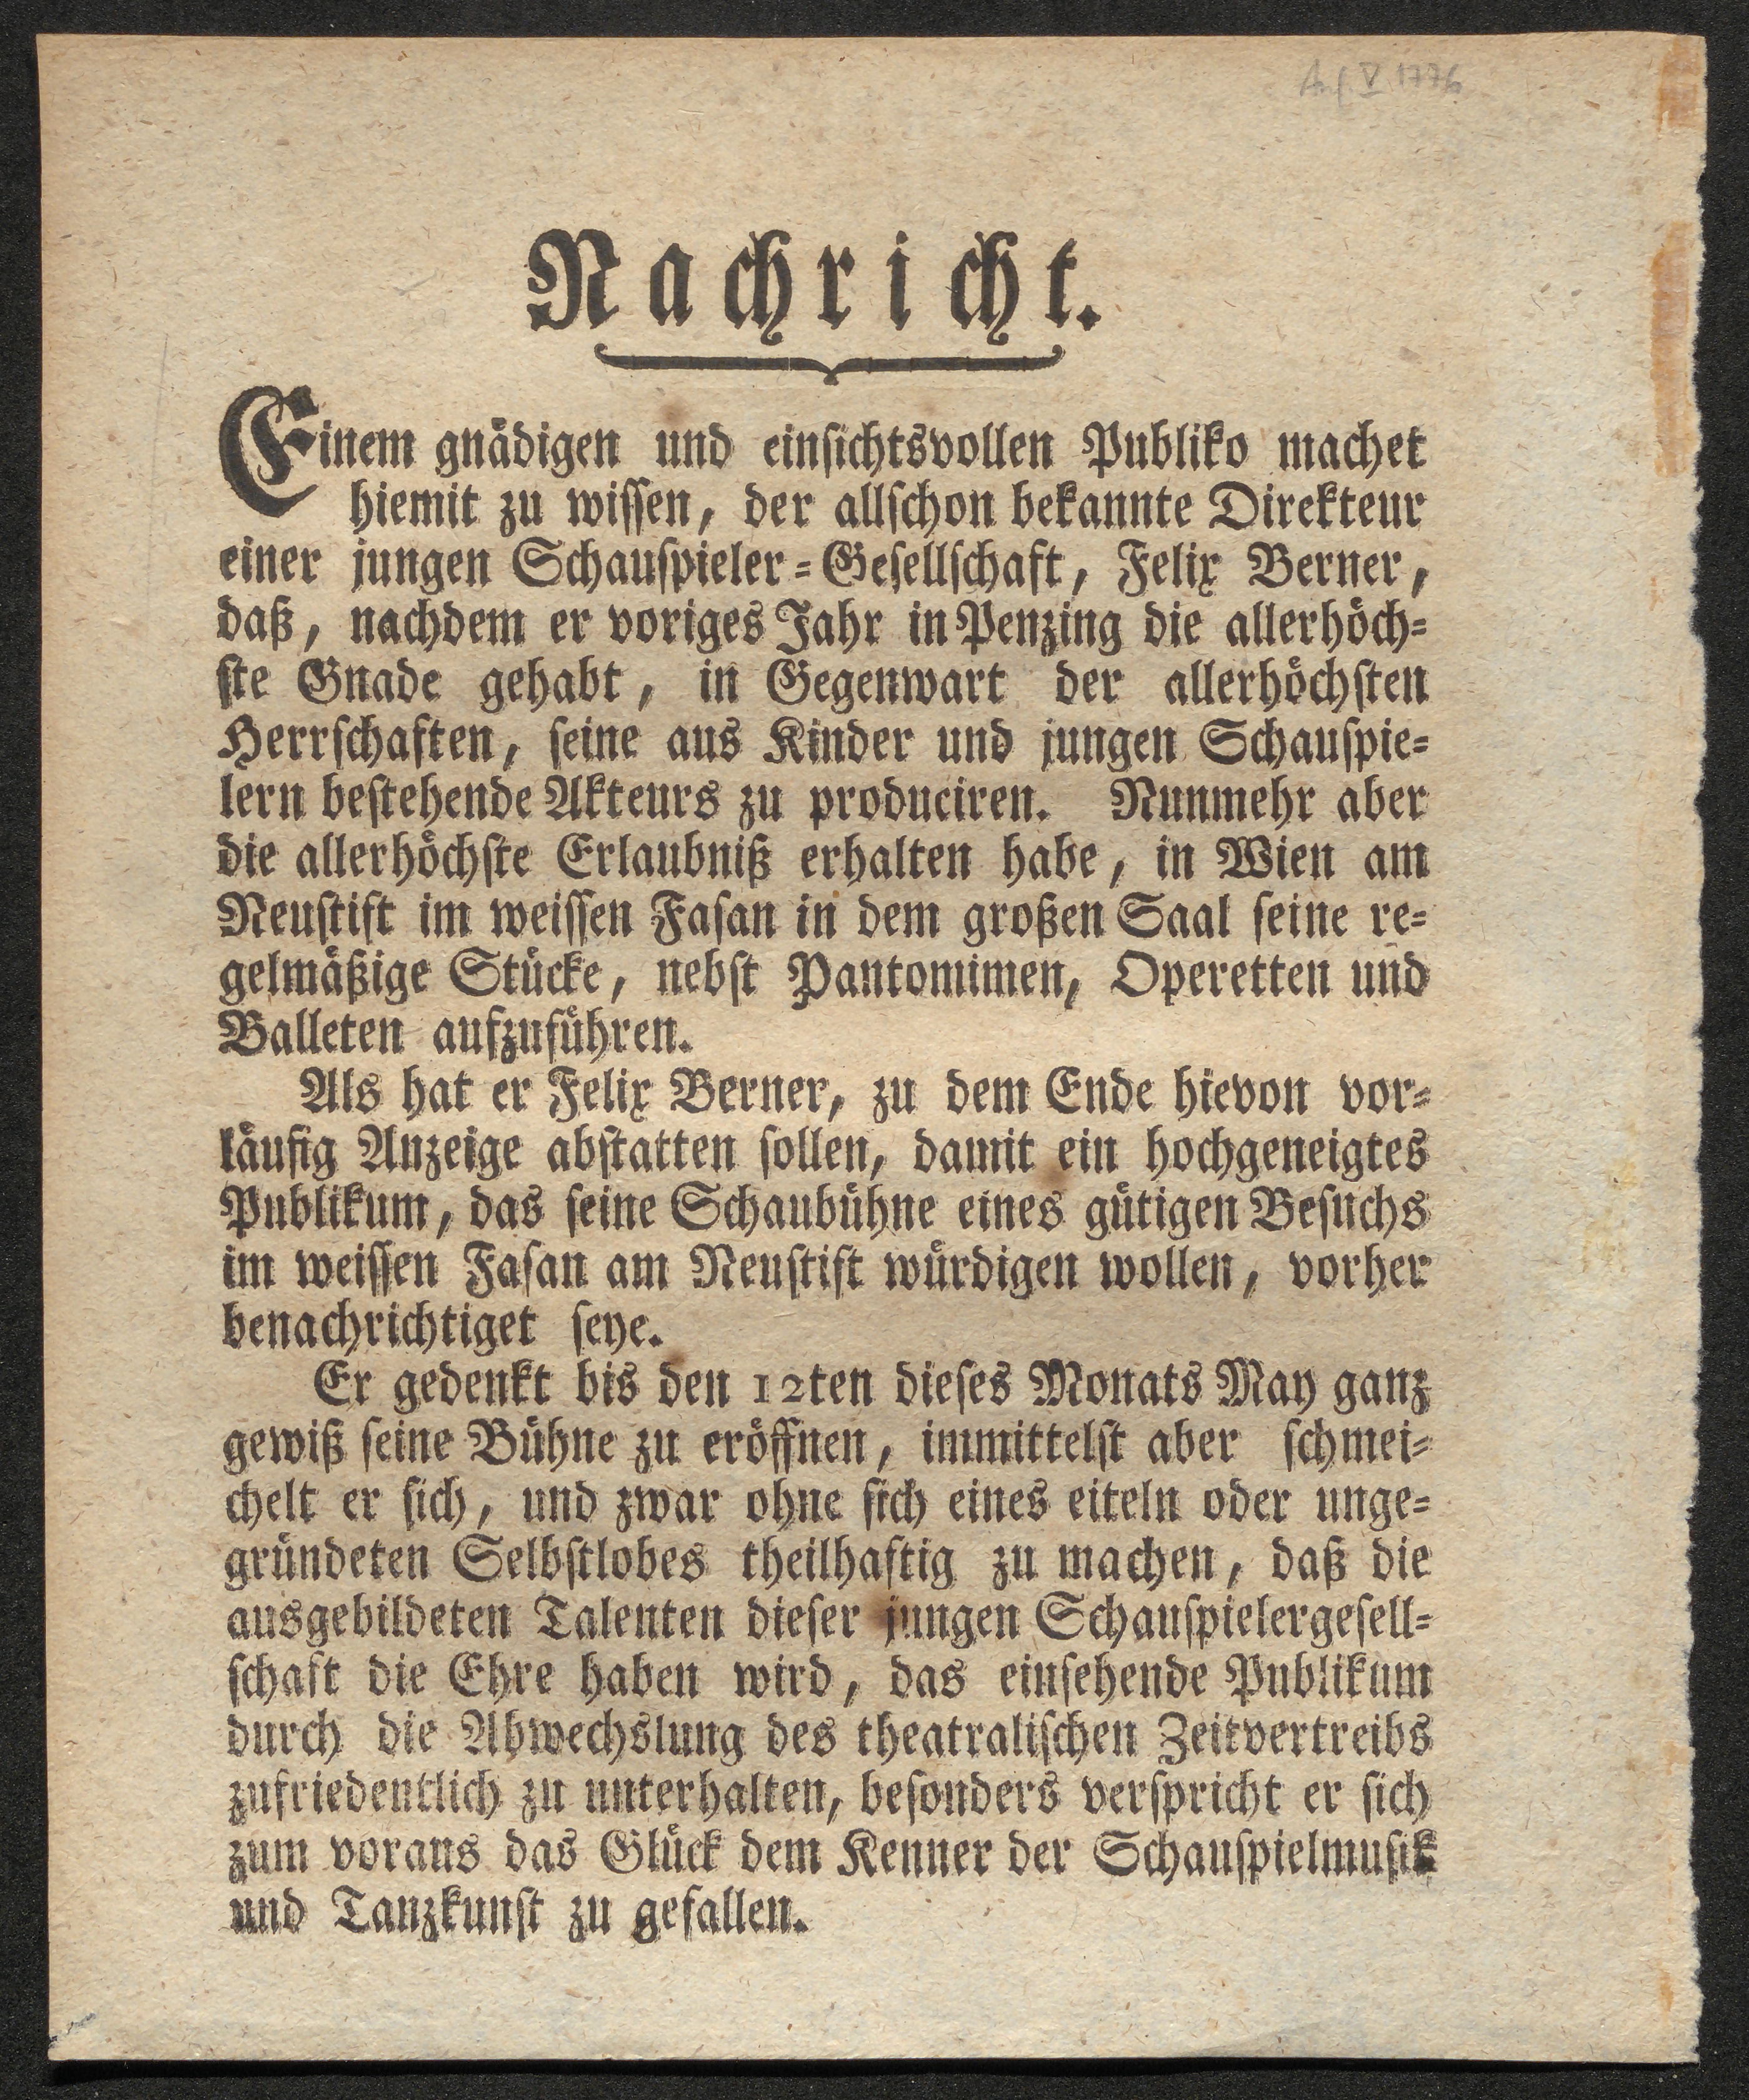 Anf. V 1776
Nachricht.
Einem gnädigen und einsichtsvollen Publiko machet
hiemit zu wissen, der allschon bekannte Direkteur
einer jungen Schauspieler=Gesellschaft, Felix Berner,
daß, nachdem er voriges Jahr in Penzing die allerhöch=
ste Gnade gehabt, in Gegenwart der allerhöchsten
Herrschaften, seine aus Kinder und jungen Schauspie=
lern bestehende Akteurs zu produciren. Nunmehr aber
die allerhöchste Erlaubniß erhalten habe, in Wien am
Neustift im weissen Fasan in dem großen Saal seine re=
gelmäßige Stücke, nebst Pantomimen, Operetten und
Balleten aufzuführen.
Als hat er Felix Berner, zu dem Ende hievon vor=
läufig Anzeige abstatten sollen, damit ein hochgeneigtes
Publikum, das seine Schaubühne eines gütigen Besuchs
im weissen Fasan am Neustift würdigen wollen, vorher
benachrichtiget seye.
Er gedenkt bis den 12ten dieses Monats May ganz
gewiß seine Bühne zu eröffnen, immittelst aber schmei=
chelt er sich, und zwar ohne sich eines eiteln oder unge=
gründeten Selbstlobes theilhaftig zu machen, daß die
ausgebildeten Talenten dieser jungen Schauspielergesell=
schaft die Ehre haben wird, das einsehende Publikum
durch die Abwechslung des theatralischen Zeitvertreibs
zufriedentlich zu unterhalten, besonders verspricht er sich
zum voraus das Glück dem Kenner der Schauspielmusik
und Tanzkunst zu gefallen.